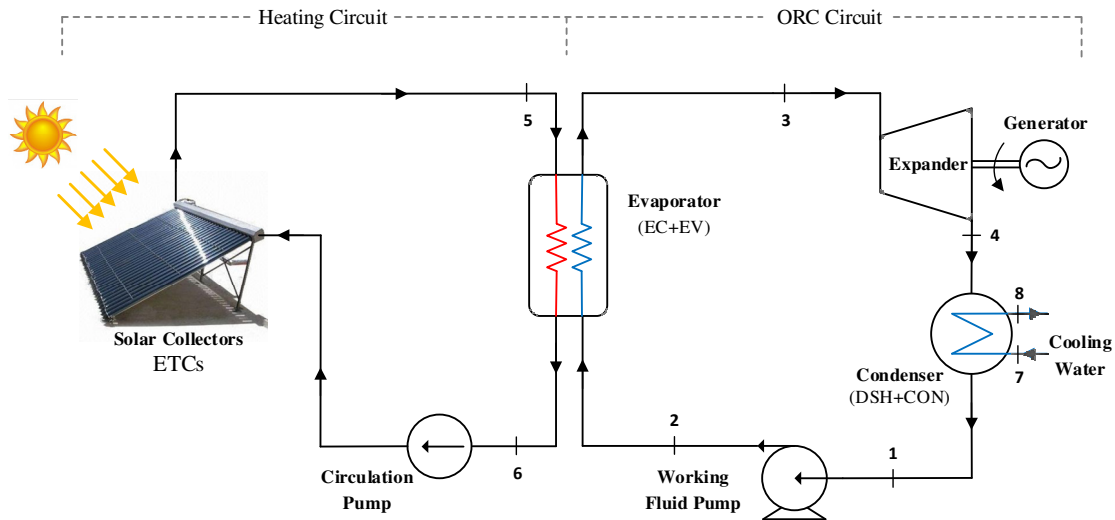 Heating Circuit
ORC Circuit
5
3
Generator
Expander
Evaporator
(EC+EV)
4
8
Solar Collectors
ETCs
Cooling
Water
7
Condenser
(DSH+CON)
2
1
6
Circulation
Pump
Working
Fluid Pump